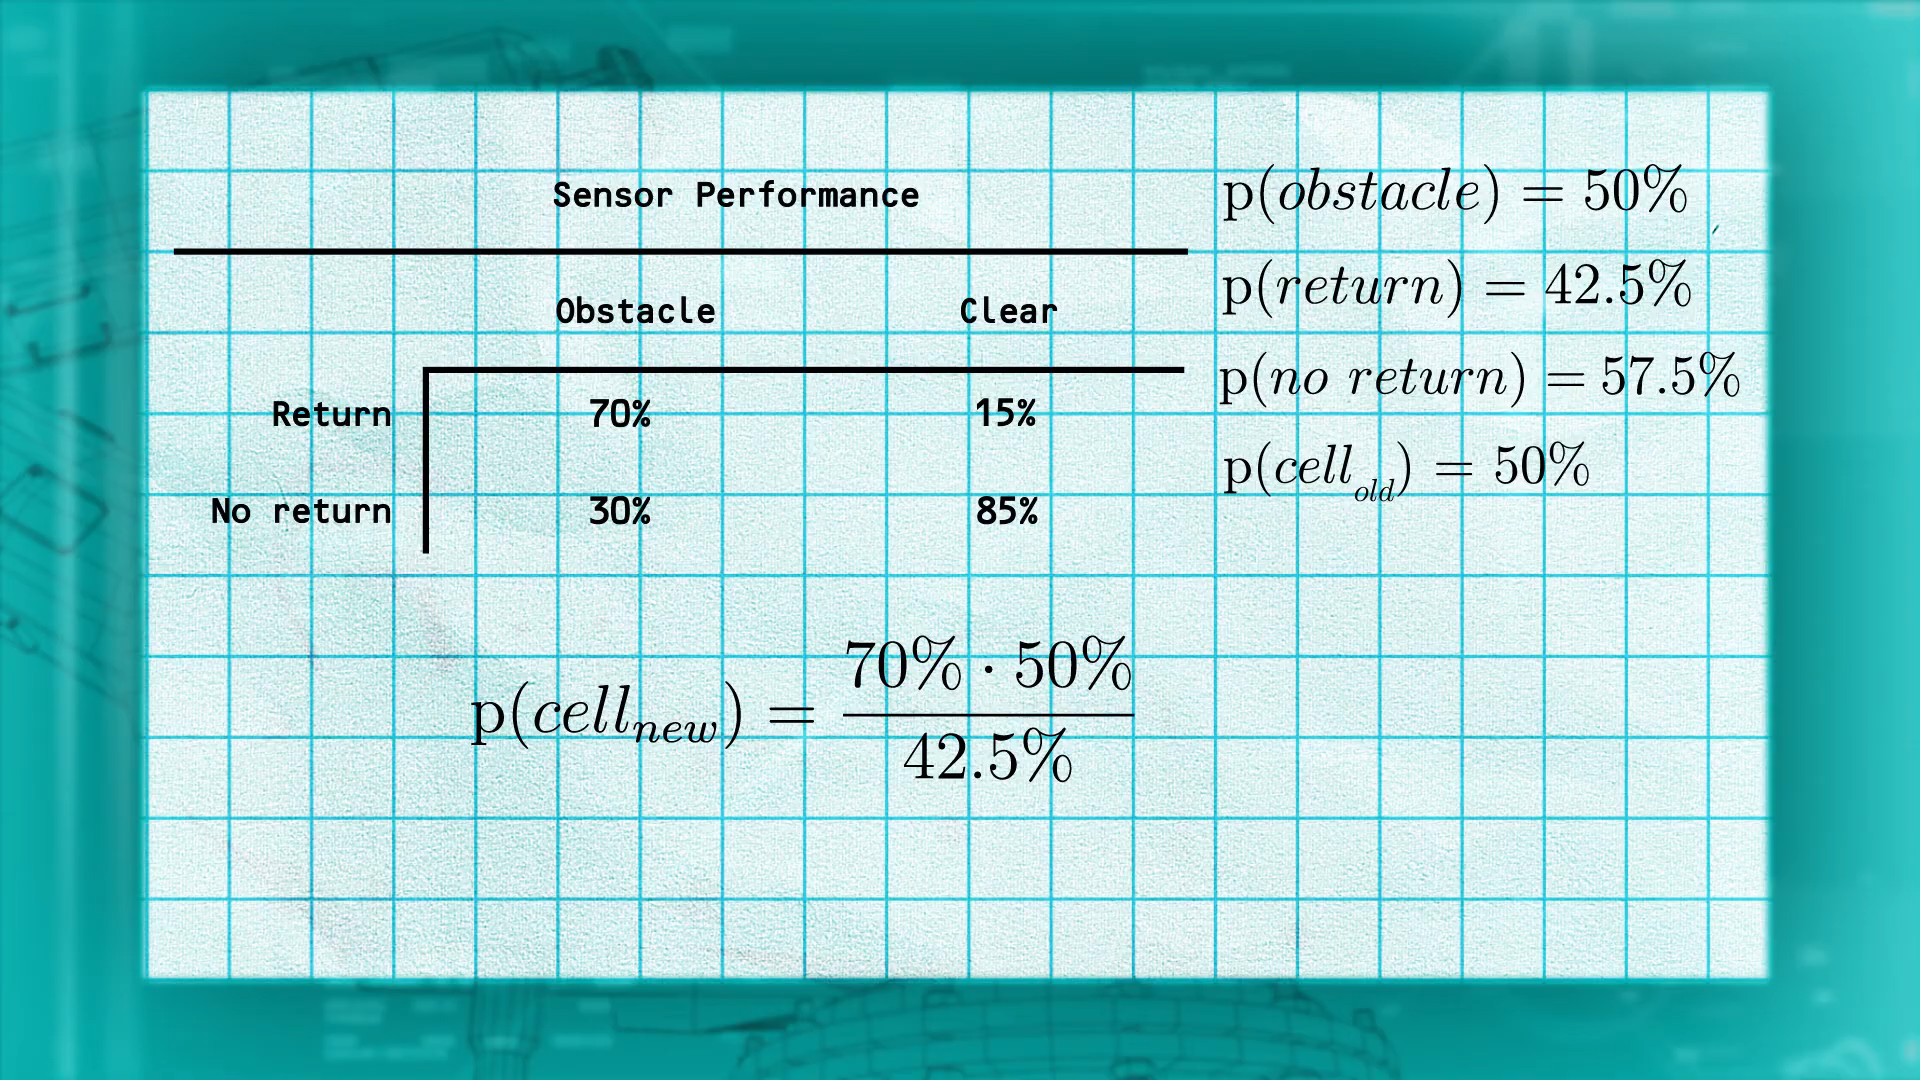 Sensor Performance
Obstacle Clear
Return 70% 15%
No return 30% 85%
p(obstacle) = 50%
p(return) = 42.5%
p(no return) = 57.5%
p(cell_old) = 50%
p(cell_new) = 70% · 50% / 42.5%